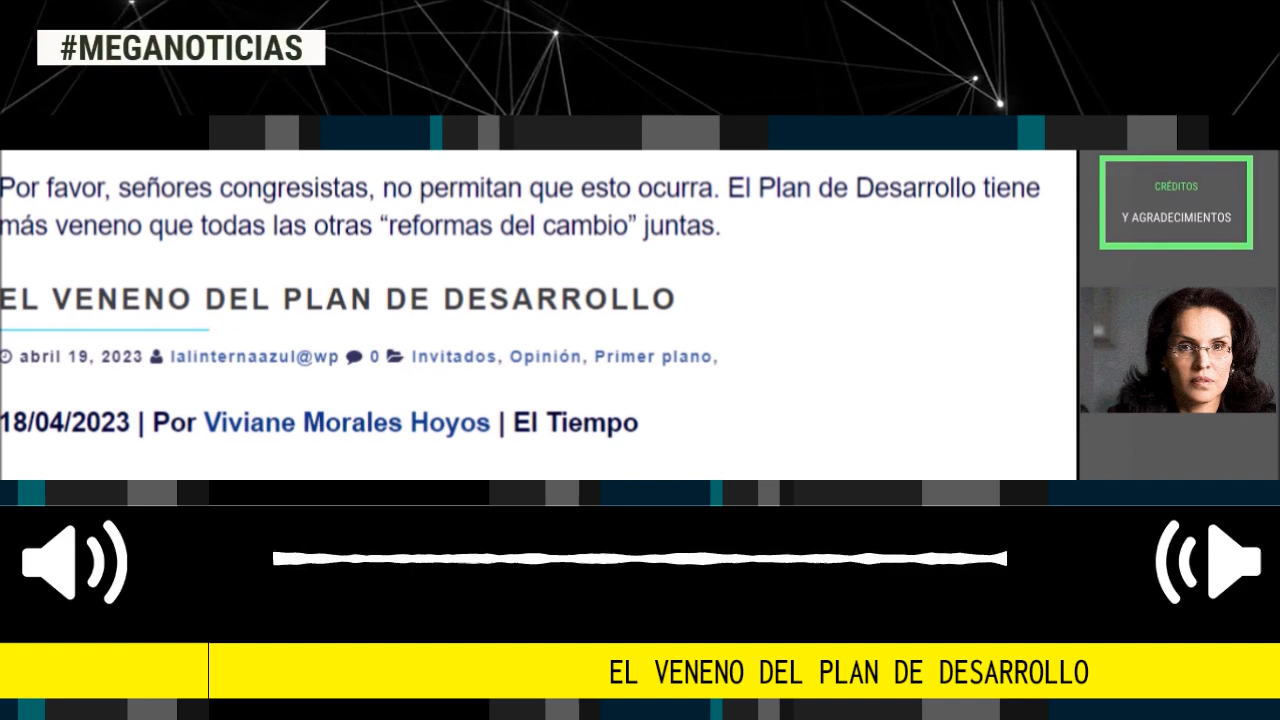 #MEGANOTICIAS
Por favor, señores congresistas, no permitan que esto ocurra. El Plan de Desarrollo tiene
más veneno que todas las otras “reformas del cambio” juntas.
EL VENENO DEL PLAN DE DESARROLLO
abril 19, 2023 lalinternaazul@wp 0 Invitados, Opinión, Primer plano,
18/04/2023 | Por Viviane Morales Hoyos | El Tiempo
CRÉDITOS
Y AGRADECIMIENTOS
EL VENENO DEL PLAN DE DESARROLLO